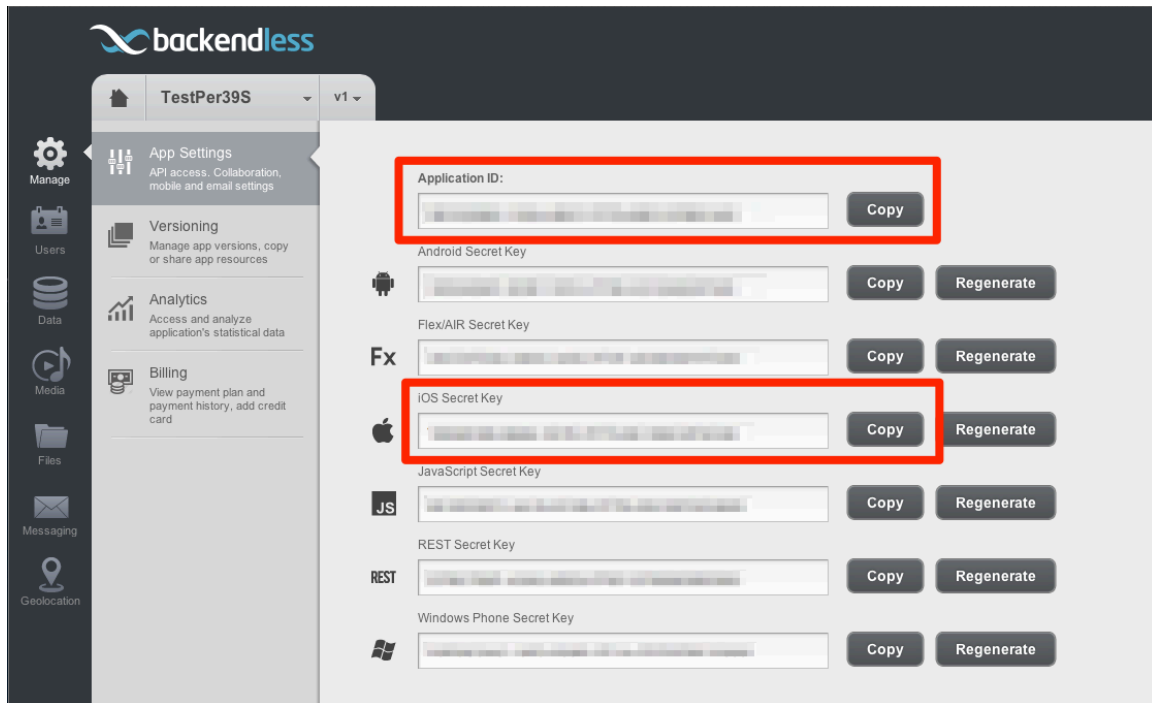 backendless
TestPer39S
v1
Manage
Users
Data
Media
Files
Messaging
Geolocation
App Settings
API access. Collaboration,
mobile and email settings
Versioning
Manage app versions, copy
or share app resources
Analytics
Access and analyze
application's statistical data
Billing
View payment plan and
payment history, add credit
card
Application ID:
Copy
Android Secret Key
Copy Regenerate
Flex/AIR Secret Key
Fx Copy Regenerate
iOS Secret Key
Copy Regenerate
JavaScript Secret Key
JS Copy Regenerate
REST Secret Key
REST Copy Regenerate
Windows Phone Secret Key
Copy Regenerate